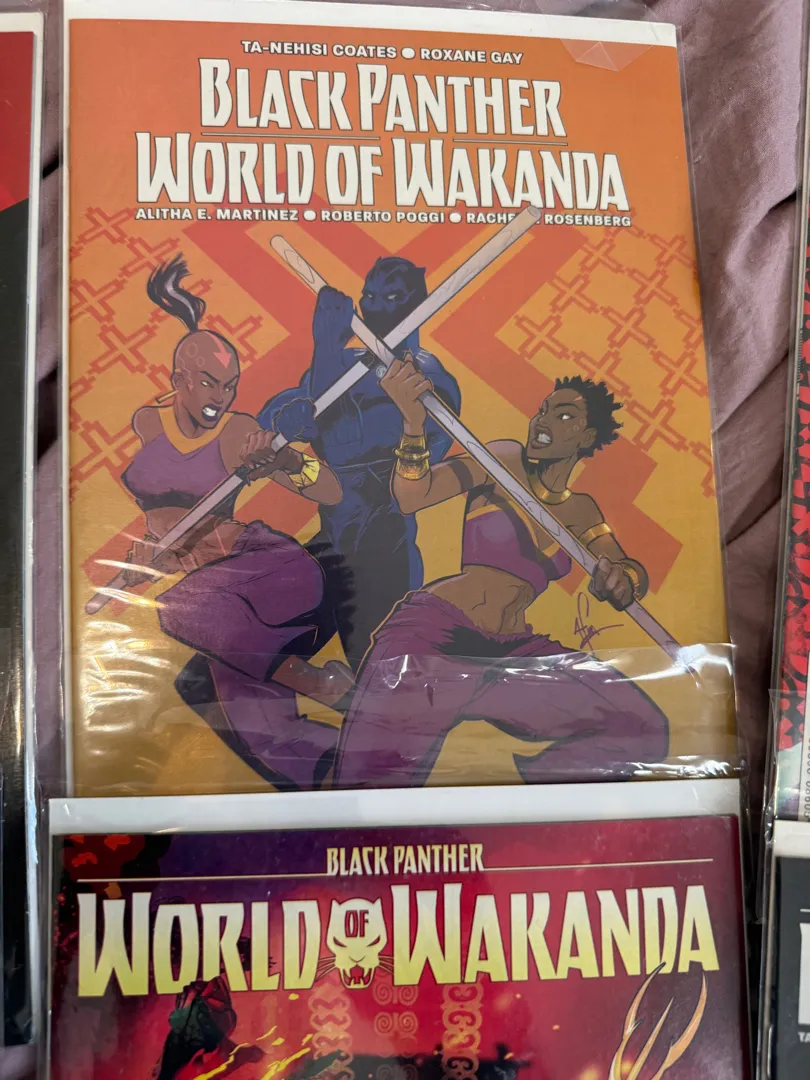 TA-NEHISI COATES ● ROXANE GAY
BLACK PANTHER
WORLD OF WAKANDA
ALITHA E. MARTINEZ ● ROBERTO POGGI ● RACHE ROSENBERG
BLACK PANTHER
WORLD OF WAKANDA